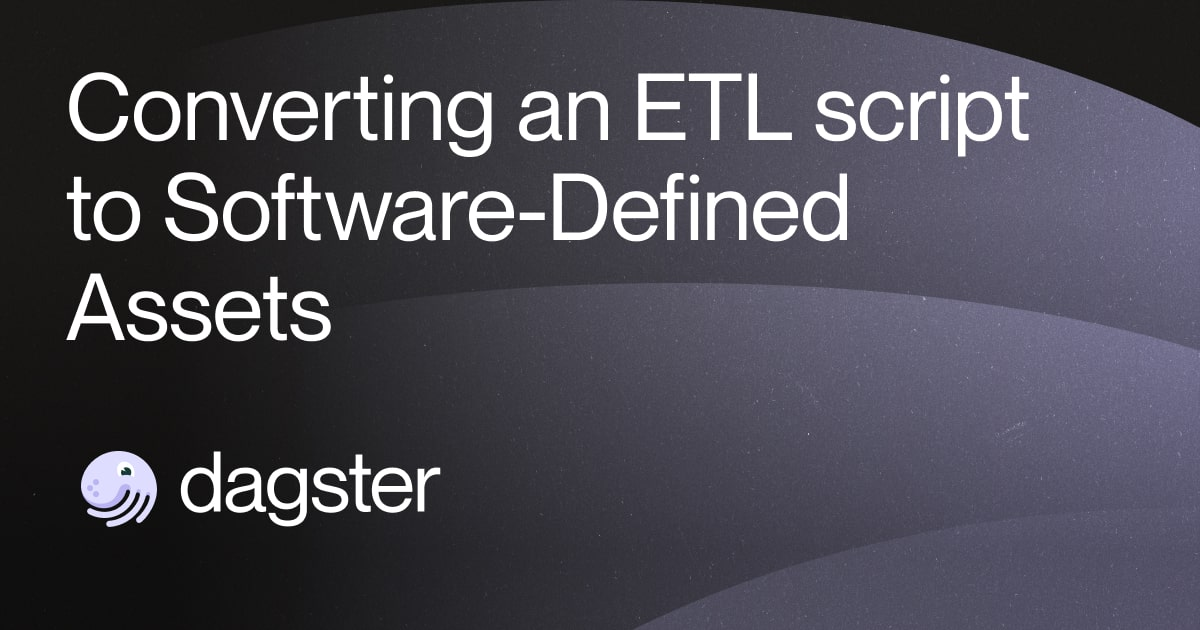 Converting an ETL script
to Software-Defined
Assets
dagster